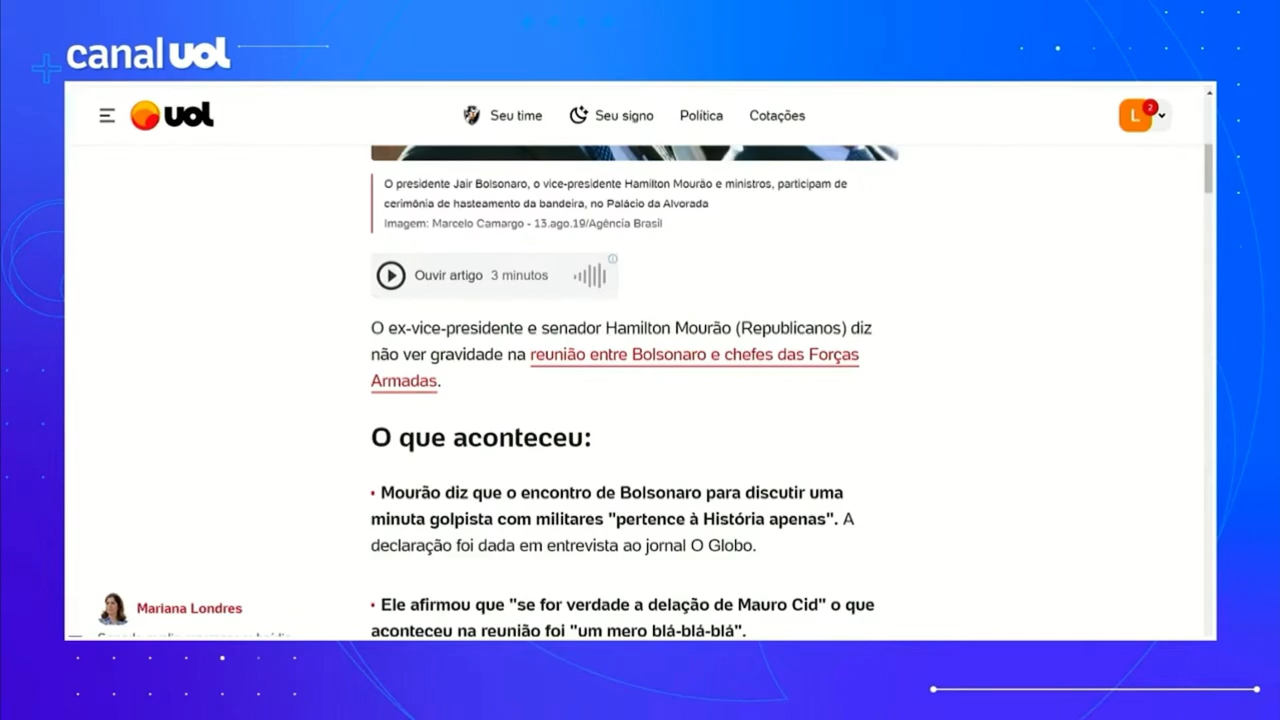 canal uol
uol
Seu time
Seu signo
Política
Cotações
L
2
O presidente Jair Bolsonaro, o vice-presidente Hamilton Mourão e ministros, participam de
cerimônia de hasteamento da bandeira, no Palácio da Alvorada
Imagem: Marcelo Camargo - 13.ago.19/Agência Brasil
Ouvir artigo 3 minutos
O ex-vice-presidente e senador Hamilton Mourão (Republicanos) diz
não ver gravidade na reunião entre Bolsonaro e chefes das Forças
Armadas.
O que aconteceu:
· Mourão diz que o encontro de Bolsonaro para discutir uma
minuta golpista com militares "pertence à História apenas". A
declaração foi dada em entrevista ao jornal O Globo.
· Ele afirmou que "se for verdade a delação de Mauro Cid" o que
aconteceu na reunião foi "um mero blá-blá-blá".
Mariana Londres